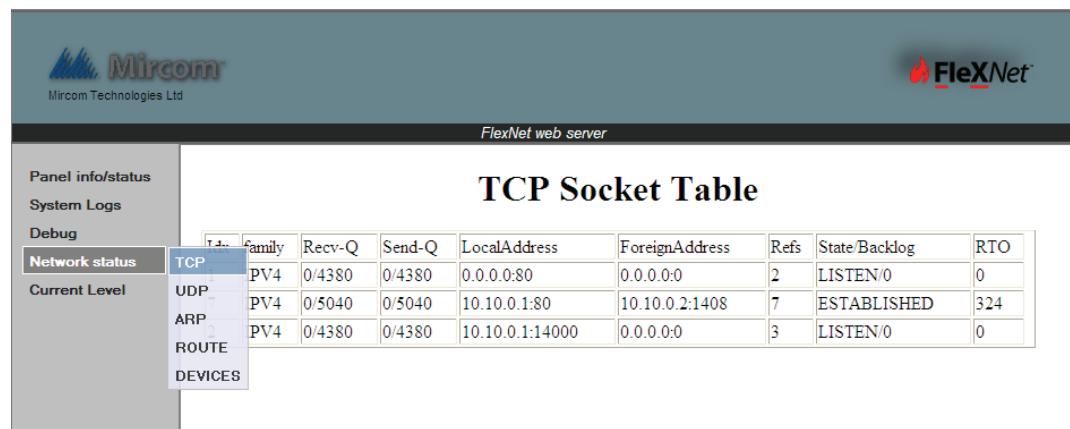 Mircom
Mircom Technologies Ltd
FleXNet
FlexNet web server
Panel info/status
System Logs
Debug
Network status
Current Level
TCP
UDP
ARP
ROUTE
DEVICES
TCP Socket Table
family Recv-Q Send-Q LocalAddress ForeignAddress Refs State/Backlog RTO
0/4380 0/4380 0.0.0.0:80 0.0.0.0:0 2 LISTEN/0 0
0/5040 0/5040 10.10.0.1:80 10.10.0.2:1408 7 ESTABLISHED 324
0/4380 0/4380 10.10.0.1:14000 0.0.0.0:0 3 LISTEN/0 0